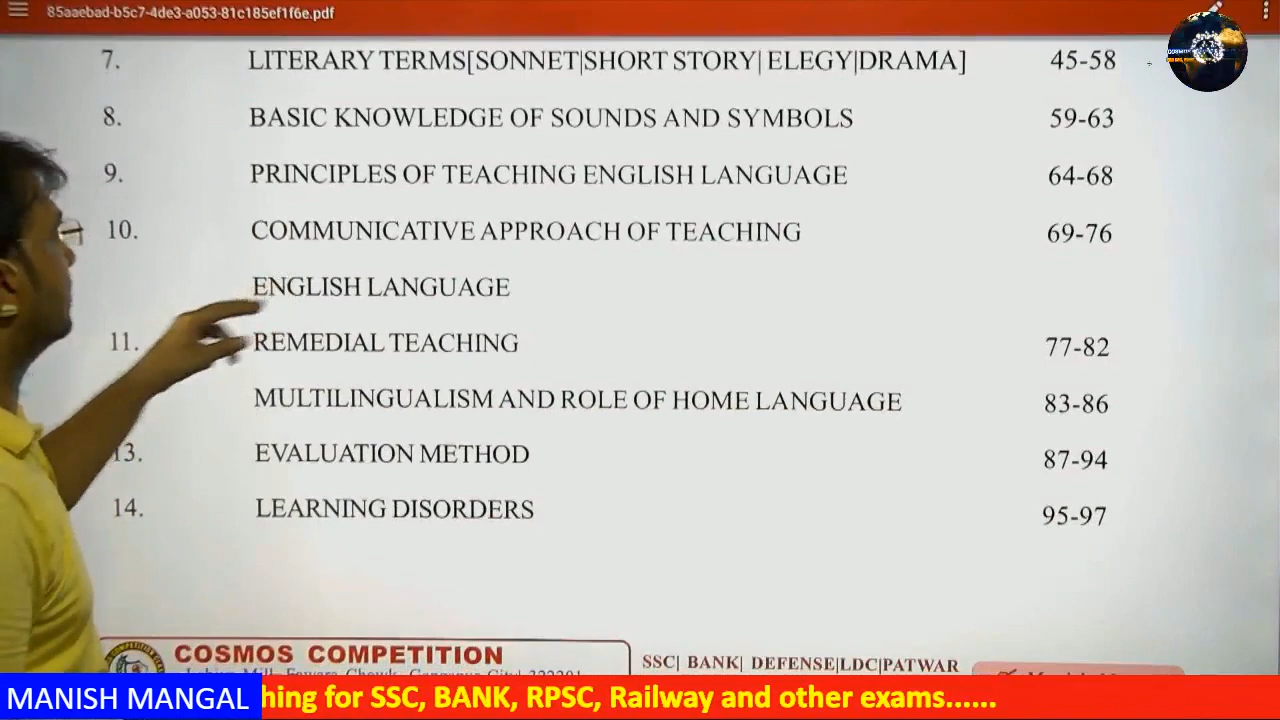 85aaebad-b5c7-4de3-a053-81c185ef1f6e.pdf
7. LITERARY TERMS[SONNET|SHORT STORY| ELEGY|DRAMA] 45-58
8. BASIC KNOWLEDGE OF SOUNDS AND SYMBOLS 59-63
9. PRINCIPLES OF TEACHING ENGLISH LANGUAGE 64-68
10. COMMUNICATIVE APPROACH OF TEACHING 69-76
ENGLISH LANGUAGE
11. REMEDIAL TEACHING 77-82
MULTILINGUALISM AND ROLE OF HOME LANGUAGE 83-86
13. EVALUATION METHOD 87-94
14. LEARNING DISORDERS 95-97
COSMOS COMPETITION
SSC| BANK| DEFENSE|LDC|PATWAR
MANISH MANGAL hing for SSC, BANK, RPSC, Railway and other exams......